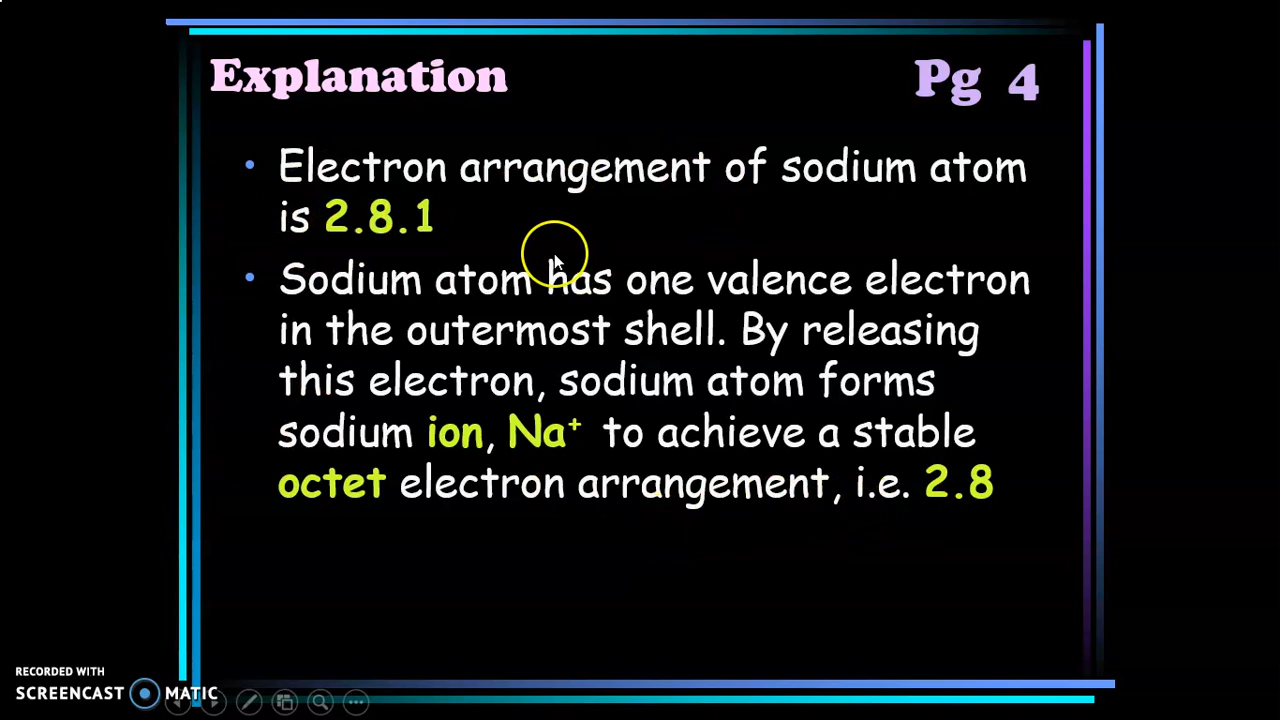 Explanation
Pg 4
• Electron arrangement of sodium atom
is 2.8.1
• Sodium atom has one valence electron
in the outermost shell. By releasing
this electron, sodium atom forms
sodium ion, Na⁺ to achieve a stable
octet electron arrangement, i.e. 2.8
RECORDED WITH
SCREENCAST MATIC